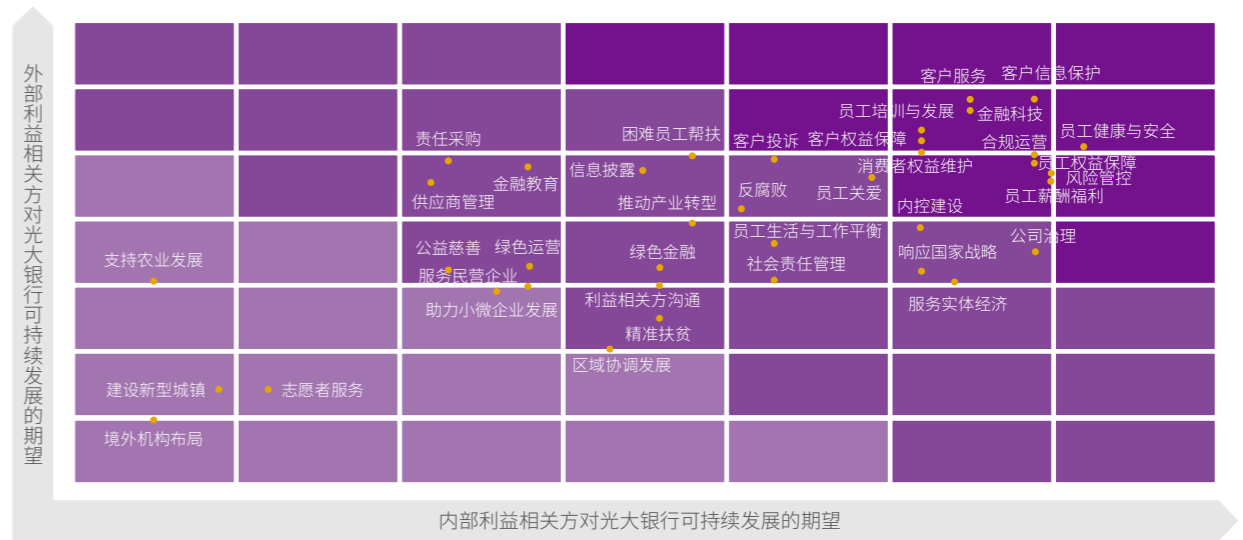 外部利益相关方对光大银行可持续发展的期望
客户服务
客户信息保护
员工培训与发展
金融科技
责任采购
困难员工帮扶
客户投诉
客户权益保障
合规运营
员工健康与安全
金融教育
信息披露
消费者权益维护
员工权益保障
风险管控
供应商管理
推动产业转型
反腐败
员工关爱
内控建设
员工薪酬福利
支持农业发展
公益慈善
绿色运营
绿色金融
员工生活与工作平衡
响应国家战略
公司治理
服务民营企业
社会责任管理
助力小微企业发展
利益相关方沟通
服务实体经济
精准扶贫
区域协调发展
建设新型城镇
志愿者服务
境外机构布局
内部利益相关方对光大银行可持续发展的期望